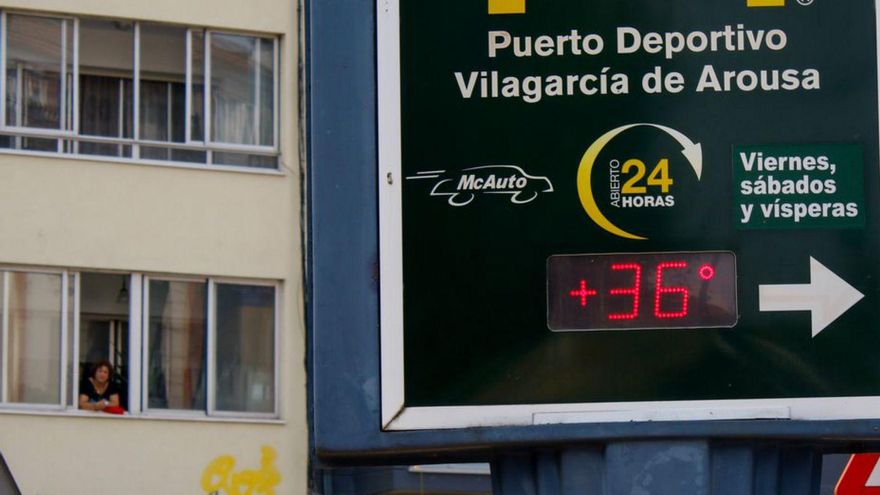 ®
Puerto Deportivo
Vilagarcía de Arousa
McAuto
ABIERTO
24
HORAS
Viernes,
sábados
y vísperas
+36°